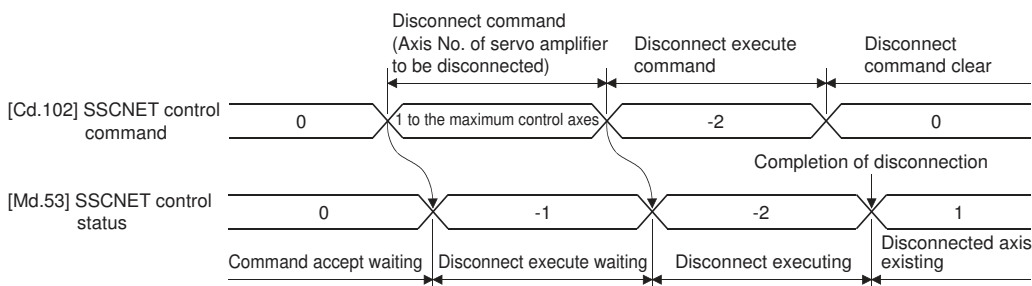 Disconnect command
(Axis No. of servo amplifier
to be disconnected)
Disconnect execute
command
Disconnect
command clear
[Cd.102] SSCNET control
command
0
1 to the maximum control axes
-2
0
Completion of disconnection
[Md.53] SSCNET control
status
0
-1
-2
1
Command accept waiting
Disconnect execute waiting
Disconnect executing
Disconnected axis
existing